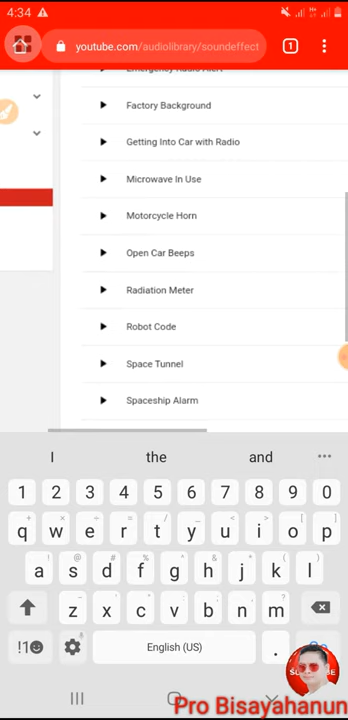 4:34
youtube.com/audiolibrary/soundeffect
1
Emergency Radio Alert
Factory Background
Getting Into Car with Radio
Microwave In Use
Motorcycle Horn
Open Car Beeps
Radiation Meter
Robot Code
Space Tunnel
Spaceship Alarm
I the and
1 2 3 4 5 6 7 8 9 0
q w e r t y u i o p
a s d f g h j k l
z x c v b n m
!1 English (US) .
Pro Bisayahanun